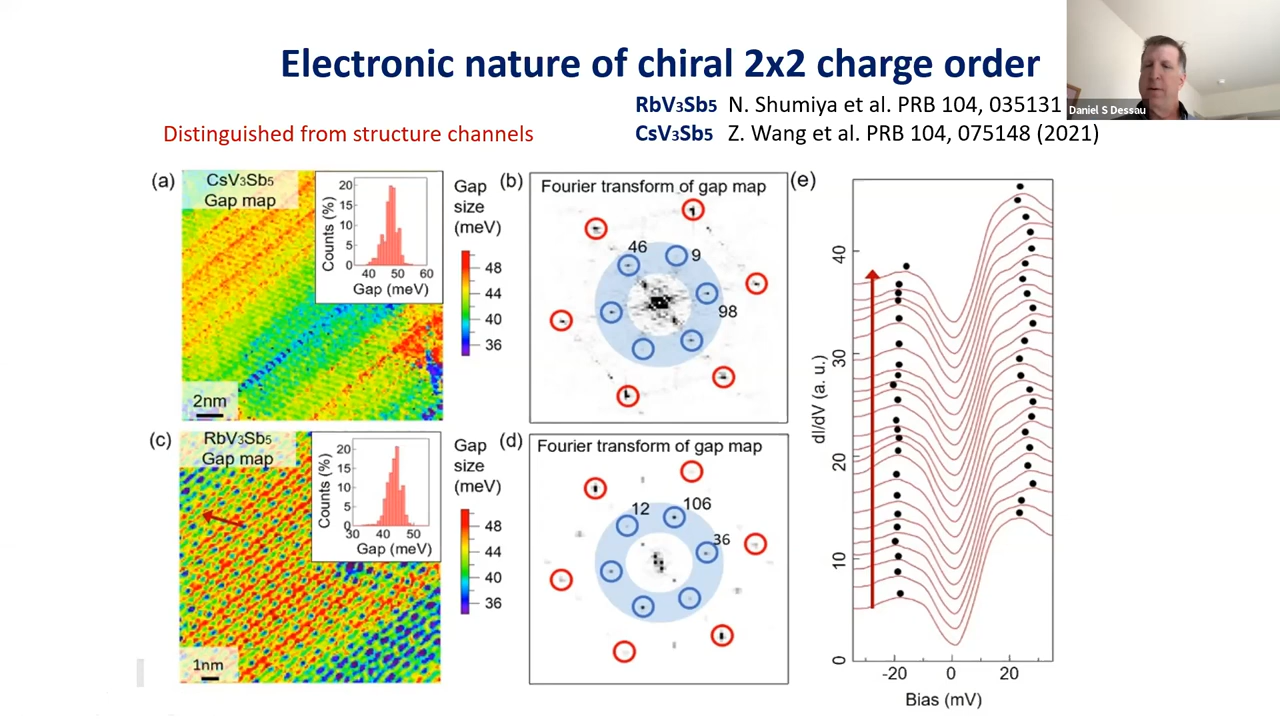 Electronic nature of chiral 2x2 charge order
RbV3Sb5 N. Shumiya et al. PRB 104, 035131
Daniel S Dessau
Distinguished from structure channels
CsV3Sb5 Z. Wang et al. PRB 104, 075148 (2021)
(a)
CsV3Sb5
Gap map
Counts (%)
20
15
10
5
0
40 50 60
Gap (meV)
2nm
Gap
size
(meV)
48
44
40
36
(b)
Fourier transform of gap map
46
9
98
(c)
RbV3Sb5
Gap map
Counts (%)
20
15
10
5
0
30 40 50
Gap (meV)
1nm
Gap
size
(meV)
48
44
40
36
(d)
Fourier transform of gap map
12
106
36
(e)
dI/dV (a. u.)
40
30
20
10
0
-20 0 20
Bias (mV)